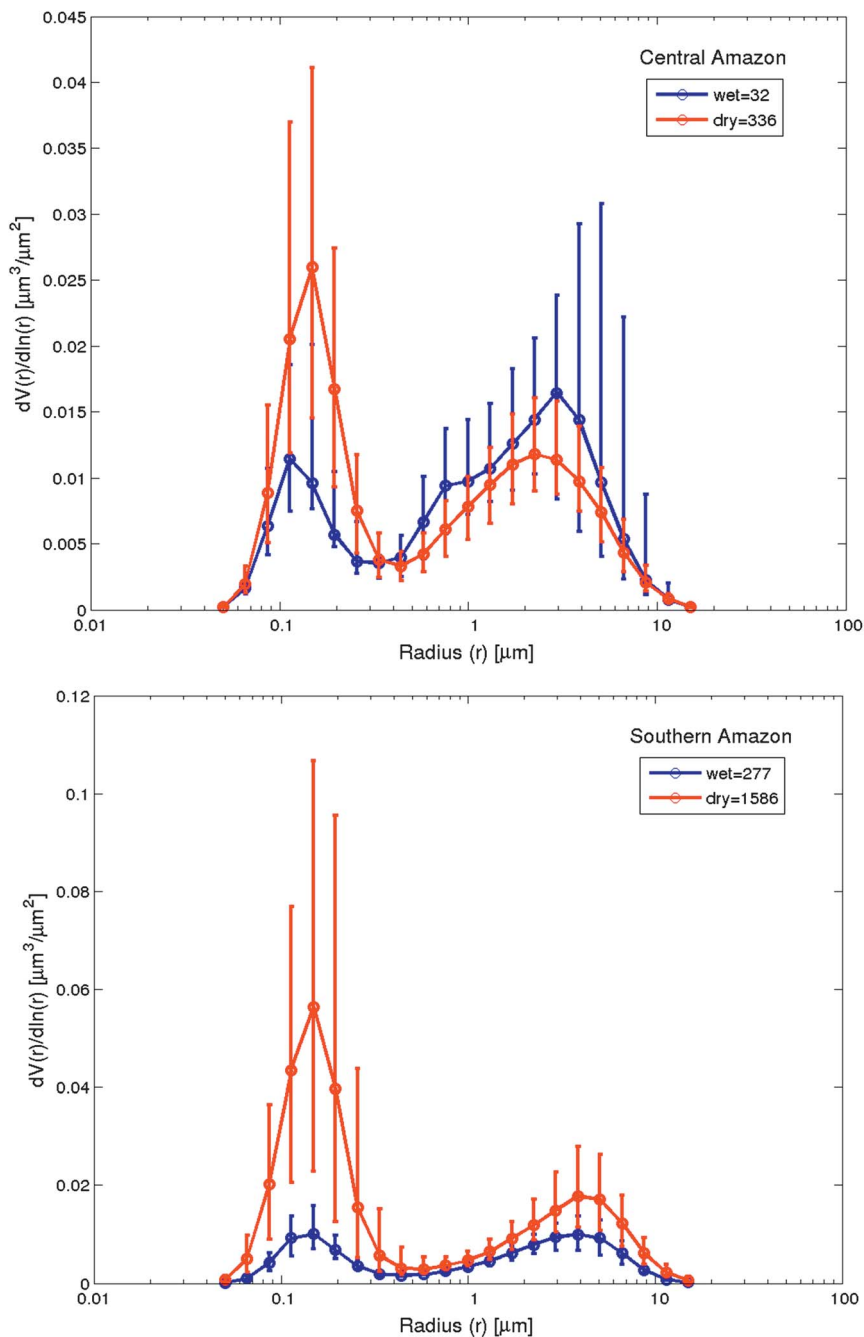 0.045
0.04
0.035
0.03
0.025
0.02
0.015
0.01
0.005
0
dV(r)/dln(r) [μm³/μm²]
Central Amazon
wet=32
dry=336
0.01
0.1
1
10
100
Radius (r) [μm]
0.12
0.1
0.08
0.06
0.04
0.02
0
dV(r)/dln(r) [μm³/μm²]
Southern Amazon
wet=277
dry=1586
0.01
0.1
1
10
100
Radius (r) [μm]